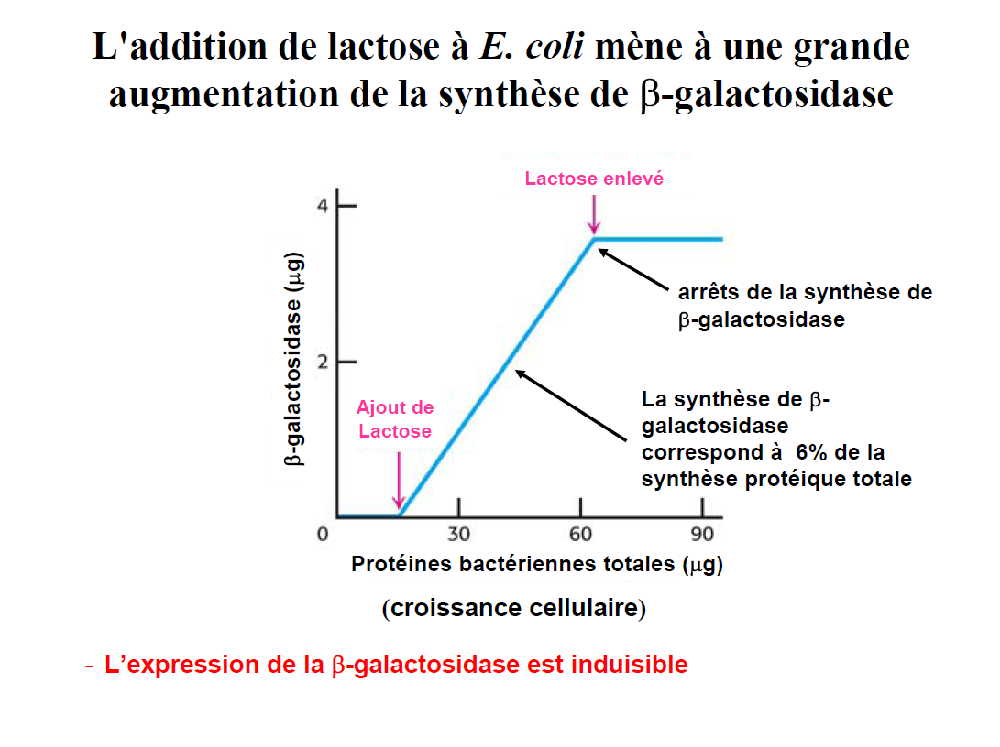 L'addition de lactose à E. coli mène à une grande
augmentation de la synthèse de β-galactosidase
Lactose enlevé
4
β-galactosidase (μg)
arrêts de la synthèse de
β-galactosidase
2
Ajout de
Lactose
La synthèse de β-
galactosidase
correspond à 6% de la
synthèse protéique totale
0
30
60
90
Protéines bactériennes totales (μg)
(croissance cellulaire)
- L’expression de la β-galactosidase est induisible